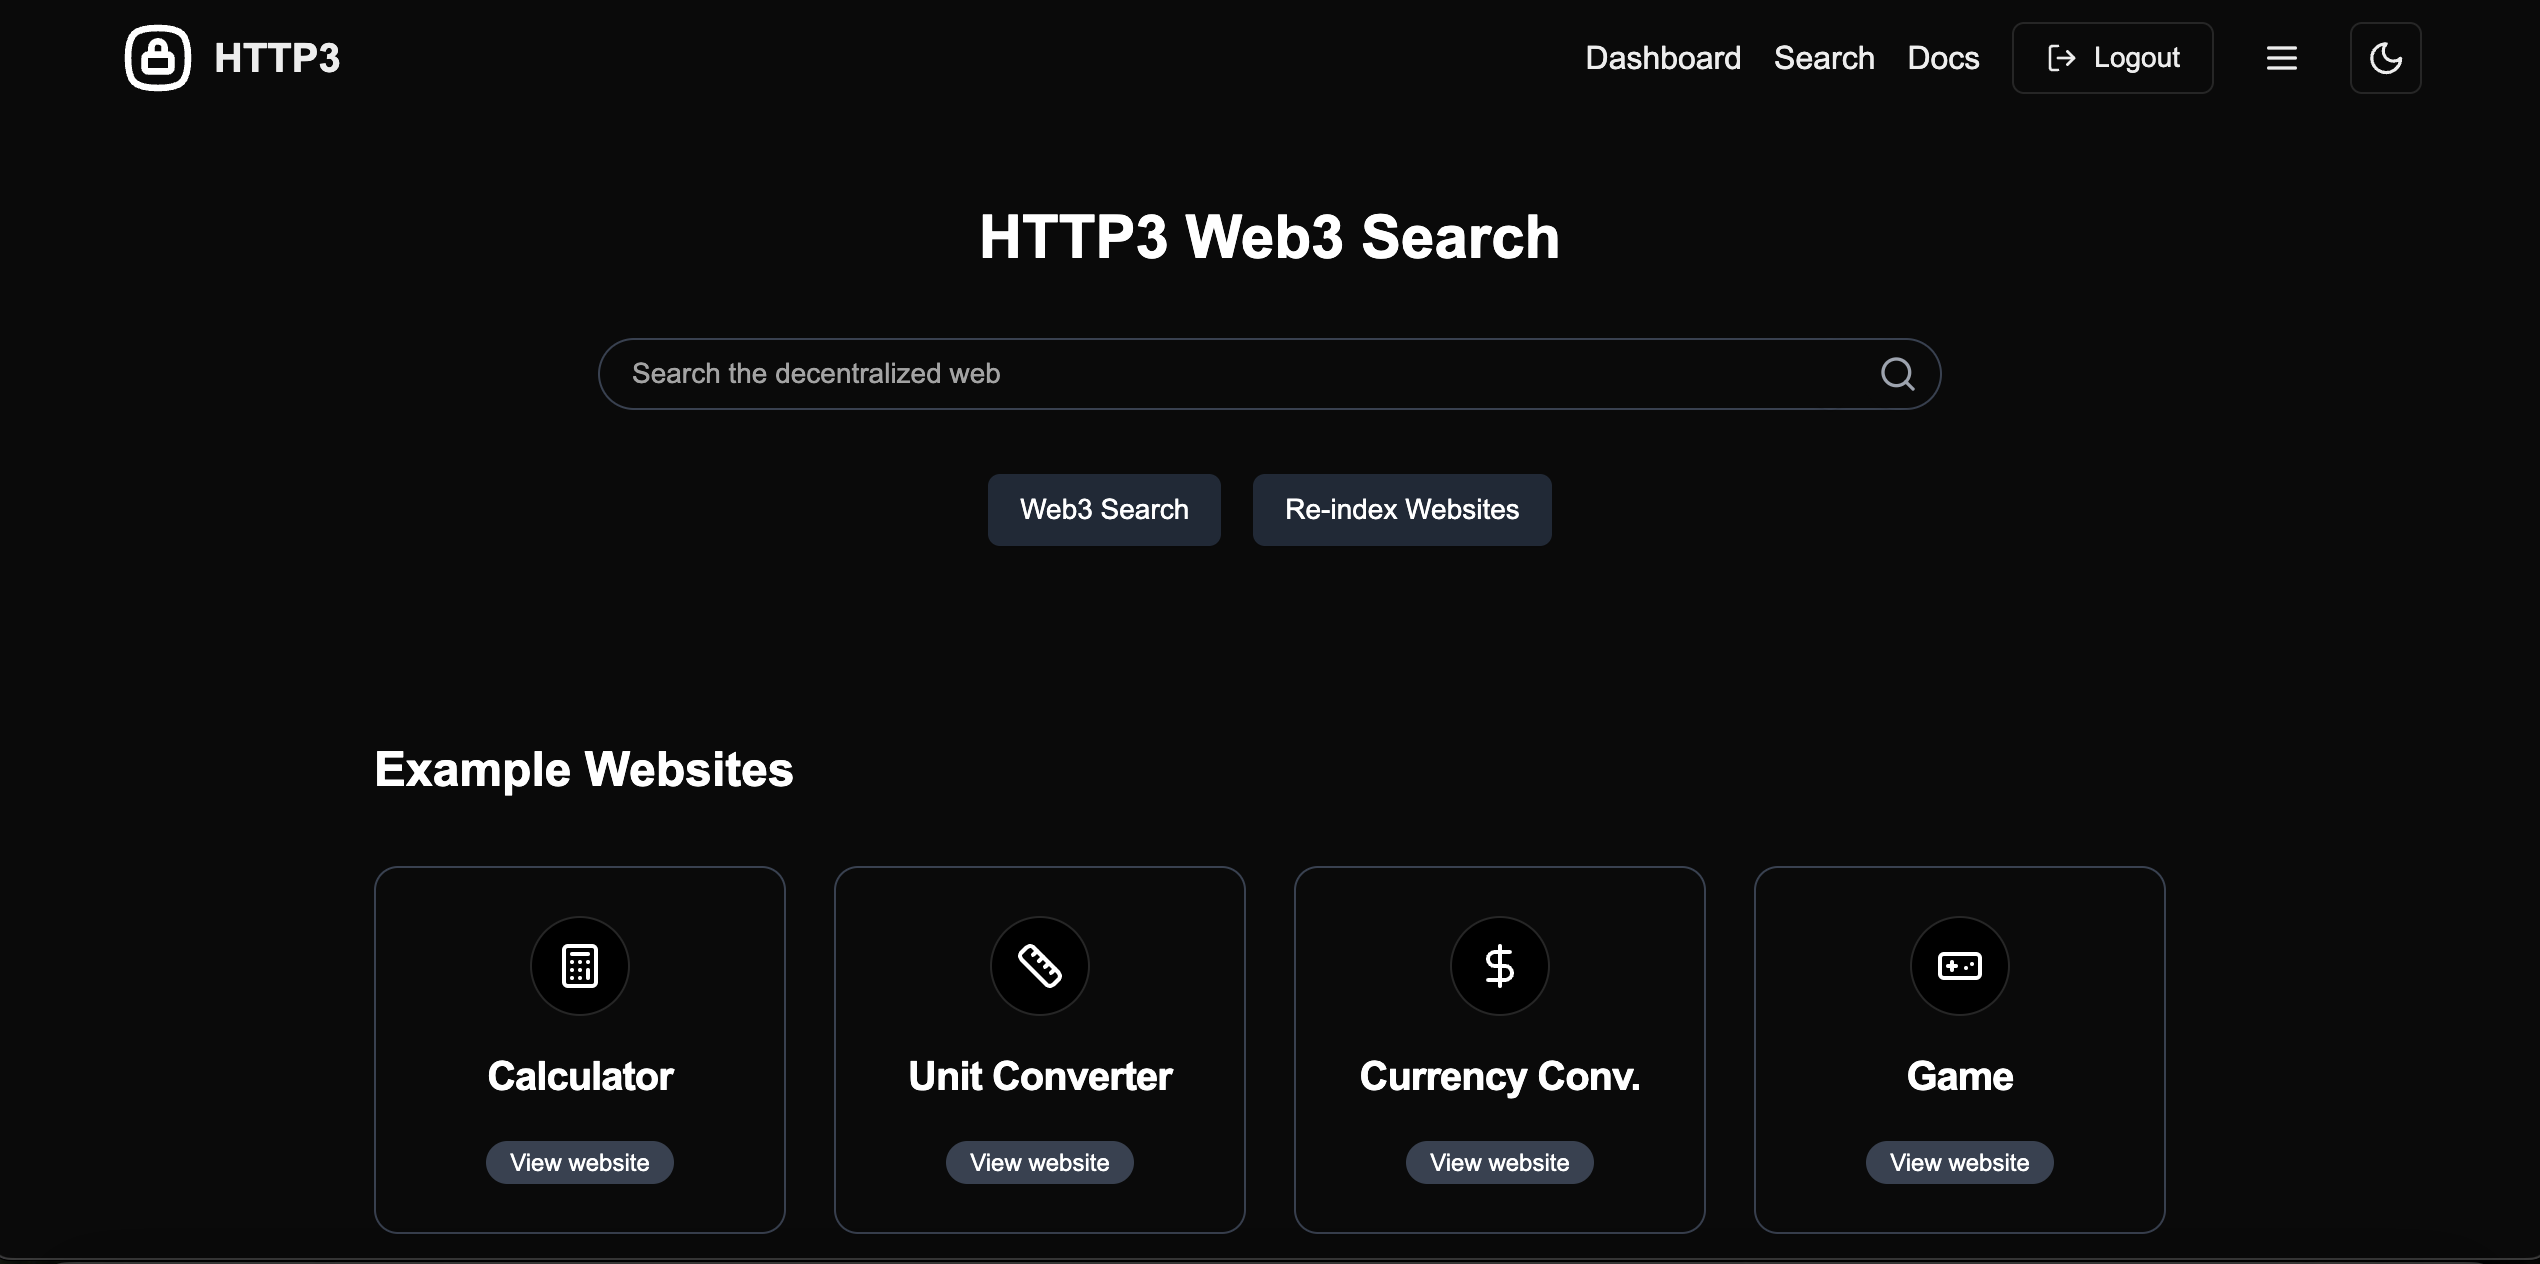 HTTP3
Dashboard Search Docs Logout
HTTP3 Web3 Search
Search the decentralized web
Web3 Search Re-index Websites
Example Websites
Calculator Unit Converter Currency Conv. Game
View website View website View website View website